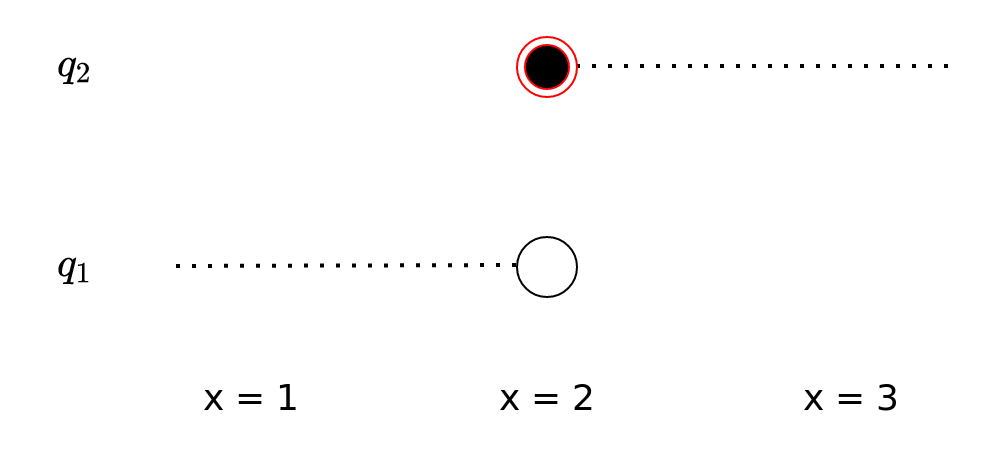 q₂
q₁
x = 1 x = 2 x = 3